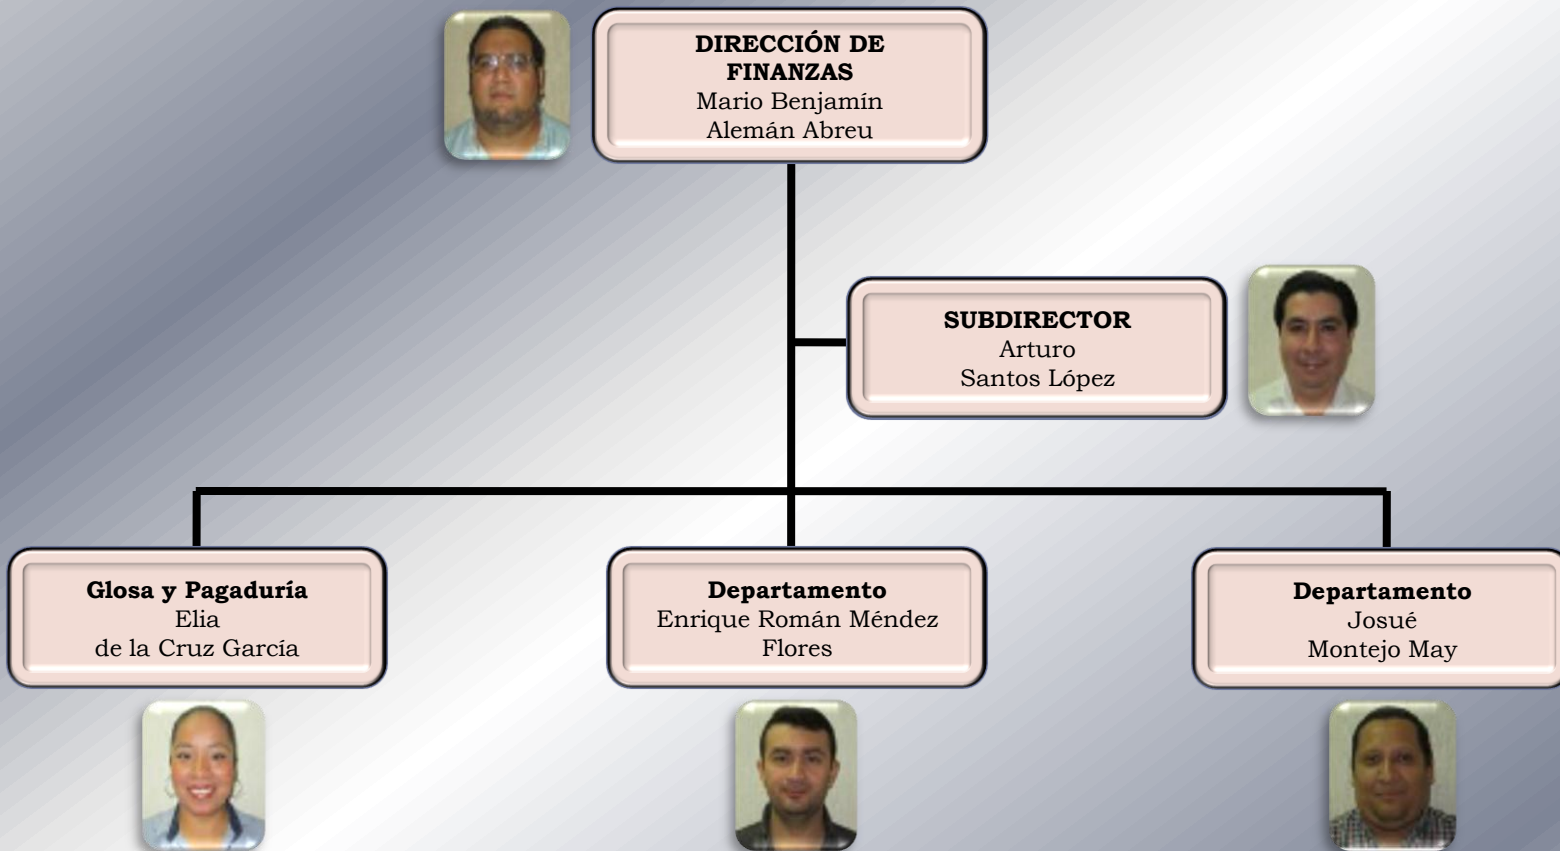 DIRECCIÓN DE
FINANZAS
Mario Benjamín
Alemán Abreu
SUBDIRECTOR
Arturo
Santos López
Glosa y Pagaduría
Elia
de la Cruz García
Departamento
Enrique Román Méndez
Flores
Departamento
Josué
Montejo May